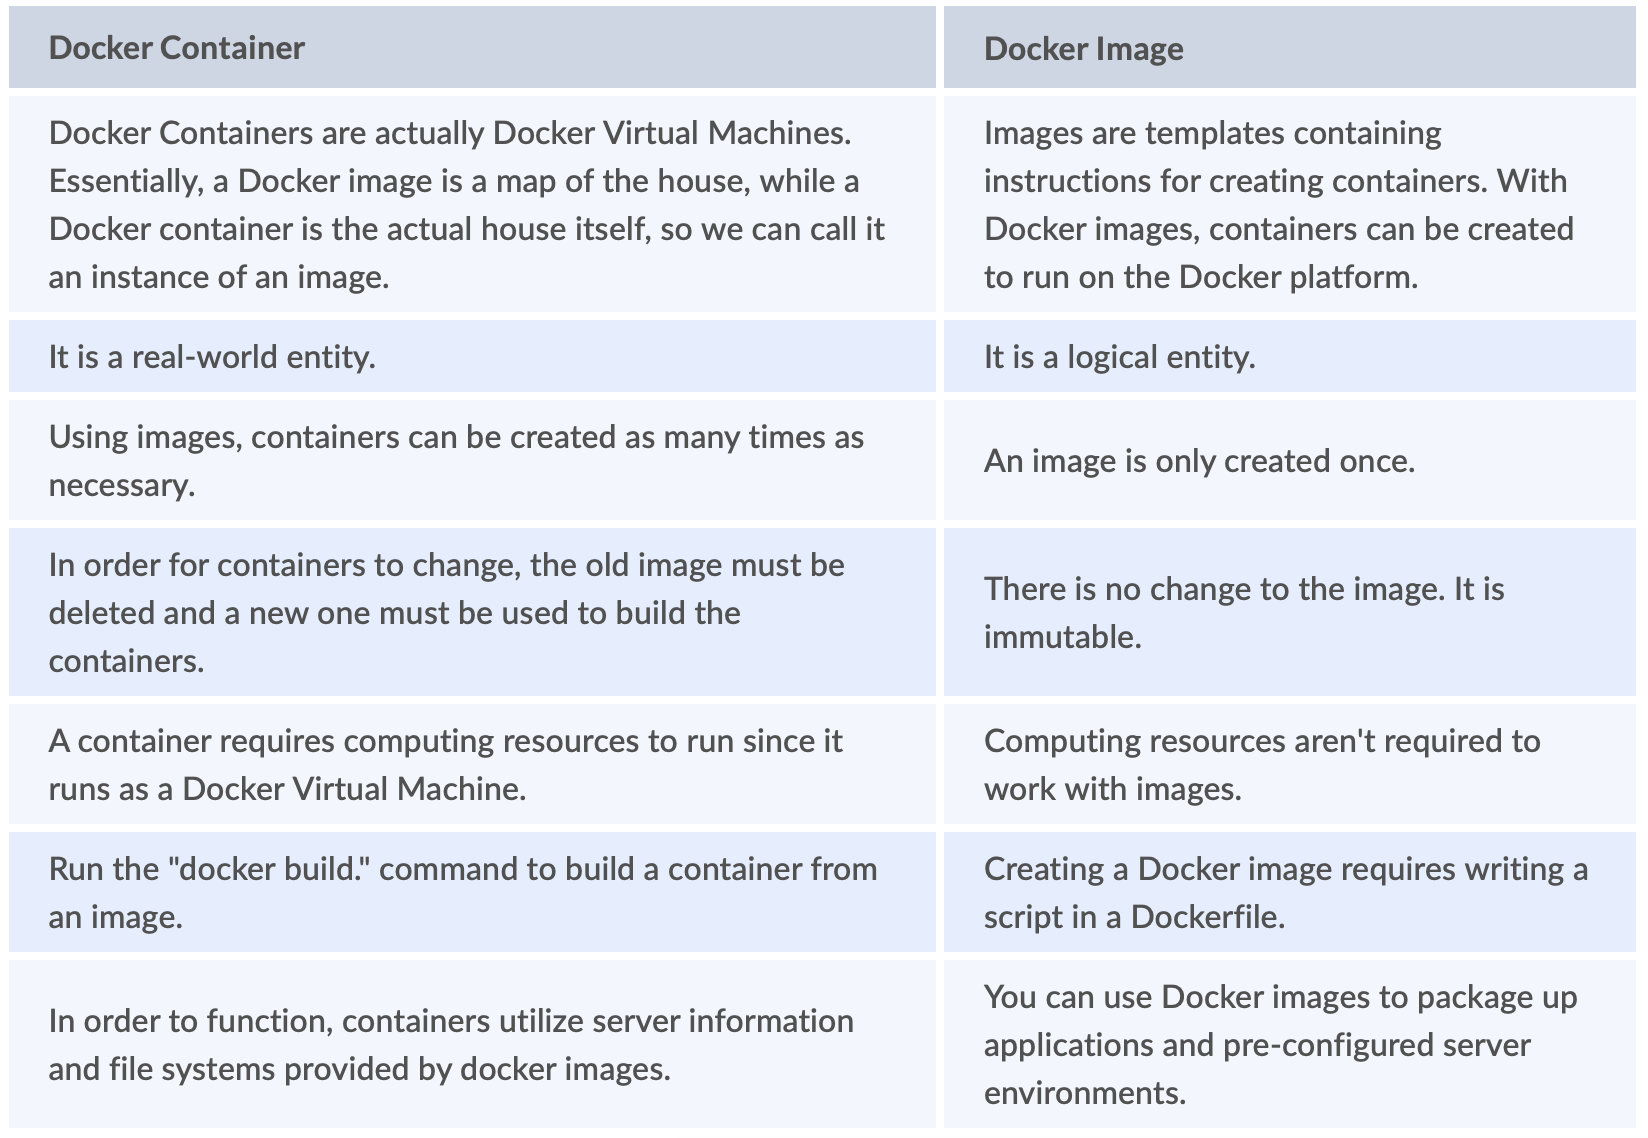 Docker Container
Docker Image
Docker Containers are actually Docker Virtual Machines.
Essentially, a Docker image is a map of the house, while a
Docker container is the actual house itself, so we can call it
an instance of an image.
Images are templates containing
instructions for creating containers. With
Docker images, containers can be created
to run on the Docker platform.
It is a real-world entity.
It is a logical entity.
Using images, containers can be created as many times as
necessary.
An image is only created once.
In order for containers to change, the old image must be
deleted and a new one must be used to build the
containers.
There is no change to the image. It is
immutable.
A container requires computing resources to run since it
runs as a Docker Virtual Machine.
Computing resources aren't required to
work with images.
Run the "docker build." command to build a container from
an image.
Creating a Docker image requires writing a
script in a Dockerfile.
In order to function, containers utilize server information
and file systems provided by docker images.
You can use Docker images to package up
applications and pre-configured server
environments.